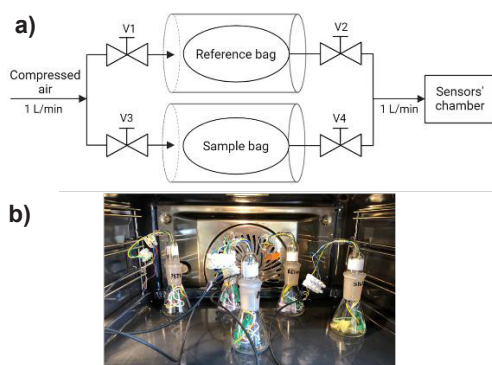 a)
V1
V2
Reference bag
Compressed
air
1 L/min
V3
V4
1 L/min
Sensors'
chamber
Sample bag
b)